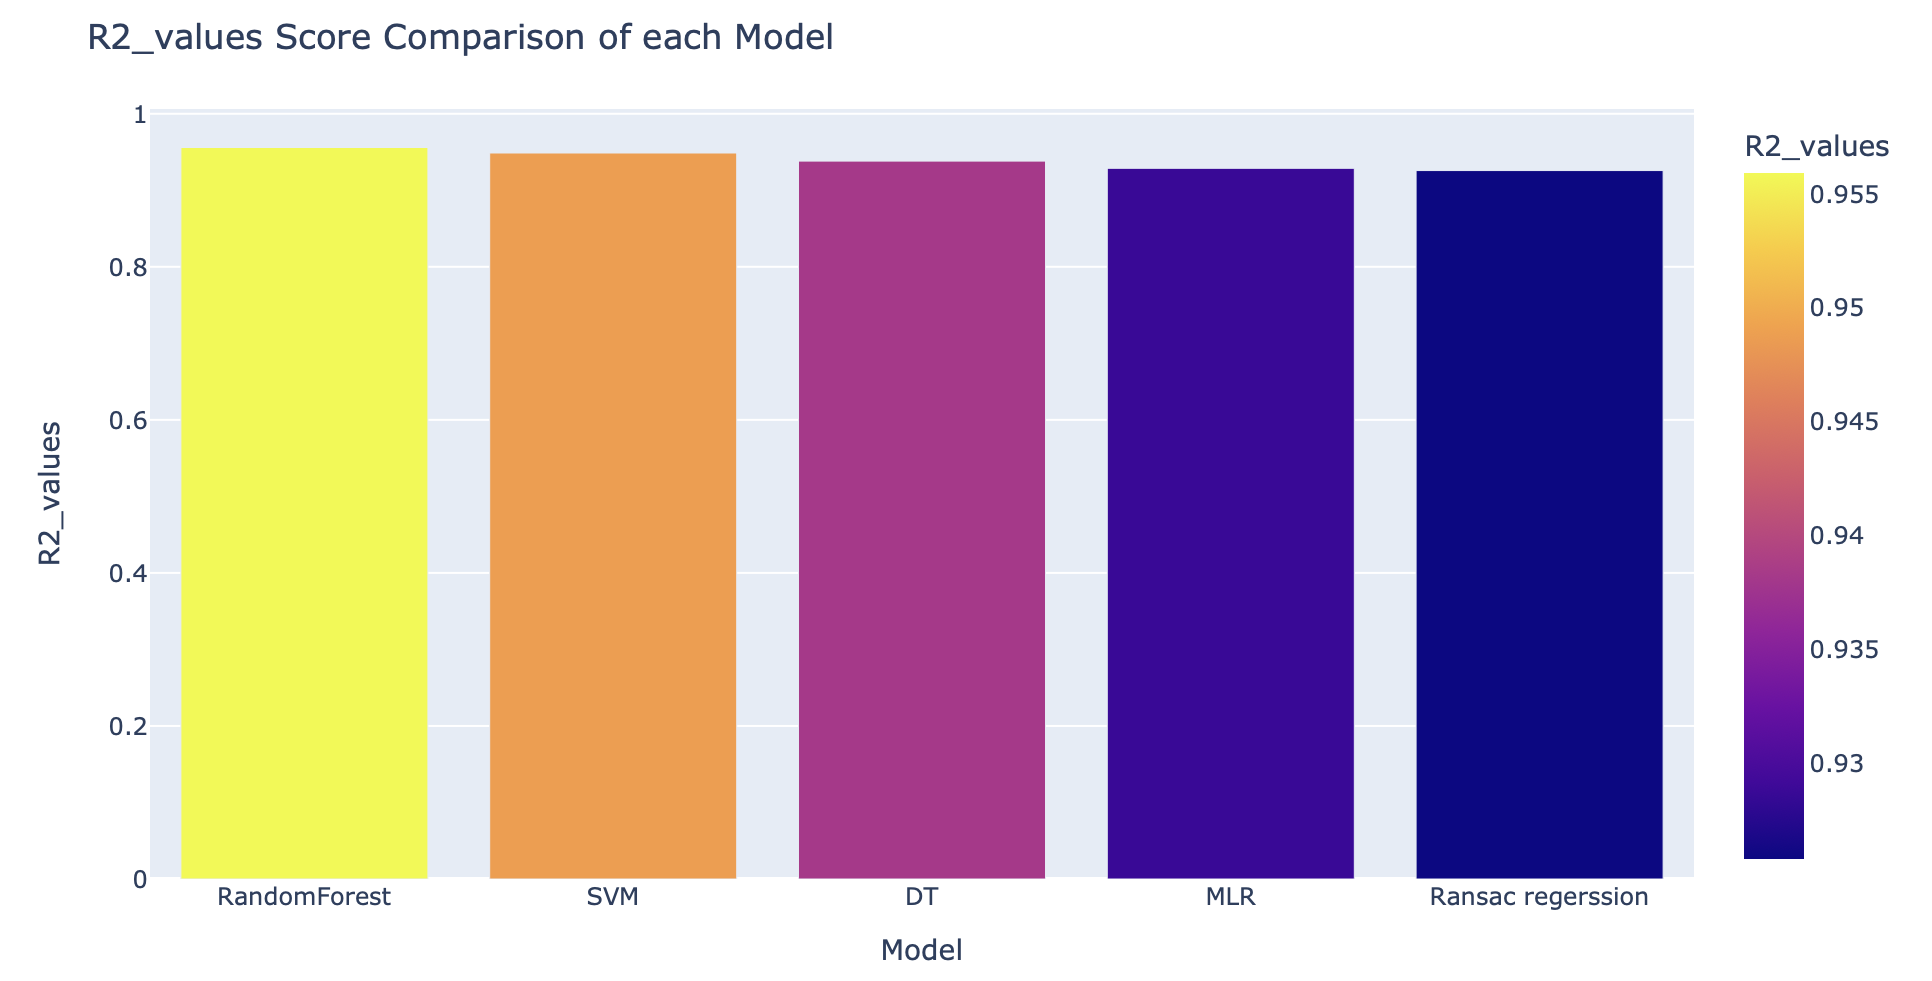 R2_values Score Comparison of each Model
R2_values
1
0.8
0.6
0.4
0.2
0
RandomForest
SVM
DT
MLR
Ransac regerssion
Model
R2_values
0.955
0.95
0.945
0.94
0.935
0.93